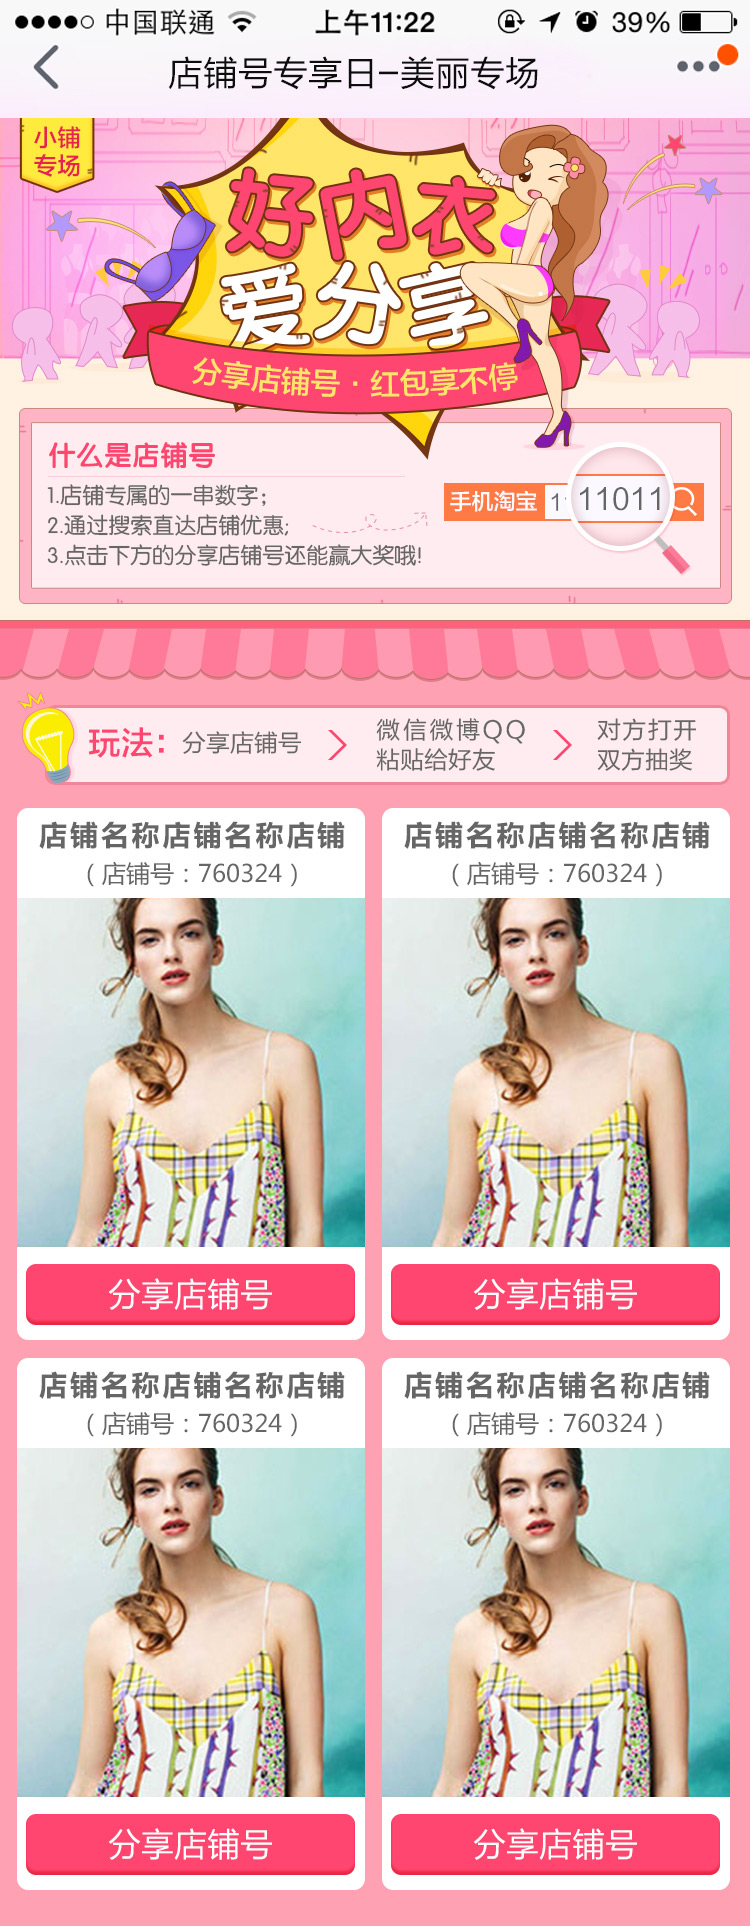 中国联通 上午11:22 39%
店铺号专享日-美丽专场
小铺
专场
好内衣
爱分享
分享店铺号·红包享不停
什么是店铺号
1.店铺专属的一串数字；
2.通过搜索直达店铺优惠;
3.点击下方的分享店铺号还能赢大奖哦!
手机淘宝 11011
玩法：
分享店铺号
微信微博QQ
粘贴给好友
对方打开
双方抽奖
店铺名称店铺名称店铺
（店铺号：760324）
分享店铺号
店铺名称店铺名称店铺
（店铺号：760324）
分享店铺号
店铺名称店铺名称店铺
（店铺号：760324）
分享店铺号
店铺名称店铺名称店铺
（店铺号：760324）
分享店铺号